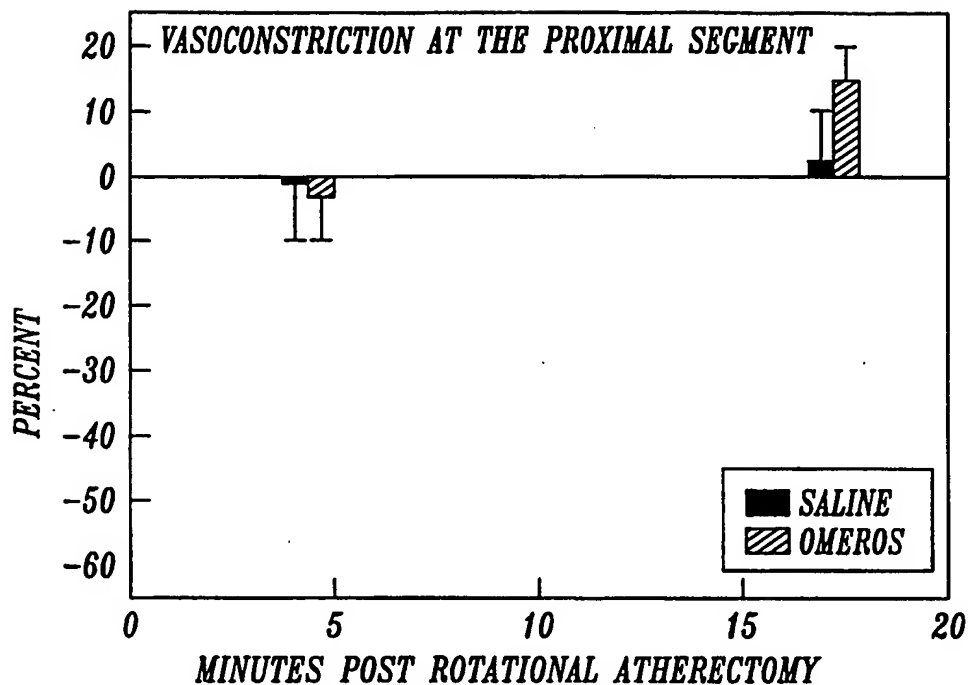 VASOCONSTRICTION AT THE PROXIMAL SEGMENT
20
10
0
-10
-20
-30
-40
-50
-60
PERCENT
SALINE
OMEROS
0 5 10 15 20
MINUTES POST ROTATIONAL ATHERECTOMY